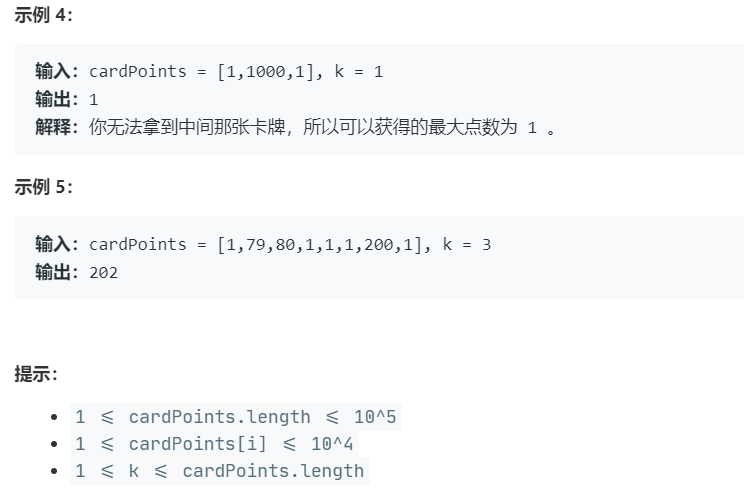 示例 4：
输入：cardPoints = [1,1000,1], k = 1
输出：1
解释：你无法拿到中间那张卡牌，所以可以获得的最大点数为 1 。
示例 5：
输入：cardPoints = [1,79,80,1,1,1,200,1], k = 3
输出：202
提示：
• 1 <= cardPoints.length <= 10^5
• 1 <= cardPoints[i] <= 10^4
• 1 <= k <= cardPoints.length